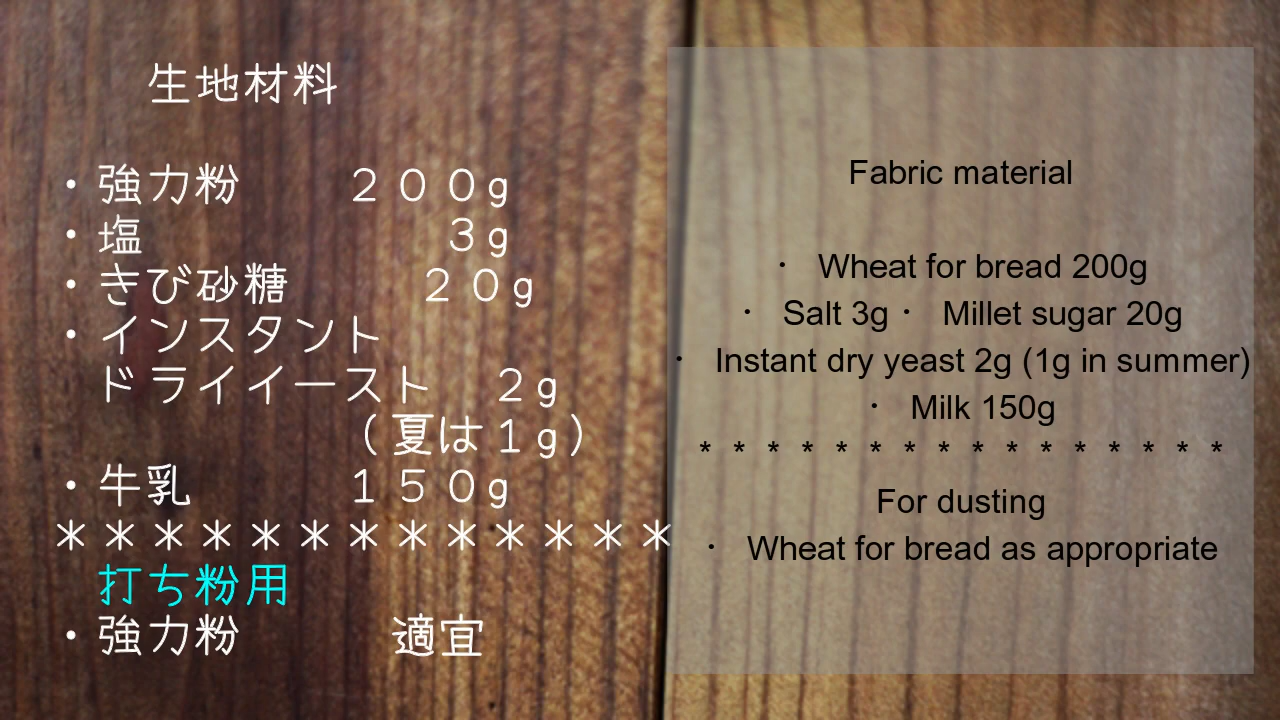 生地材料
・強力粉　２００g
・塩　３g
・きび砂糖　２０g
・インスタント
ドライイースト　２g
（夏は１g）
・牛乳　１５０g
＊＊＊＊＊＊＊＊＊＊＊＊＊
打ち粉用
・強力粉　適宜
Fabric material
・ Wheat for bread 200g
・ Salt 3g・ Millet sugar 20g
・ Instant dry yeast 2g (1g in summer)
・ Milk 150g
* * * * * * * * * * * * * * * *
For dusting
・ Wheat for bread as appropriate